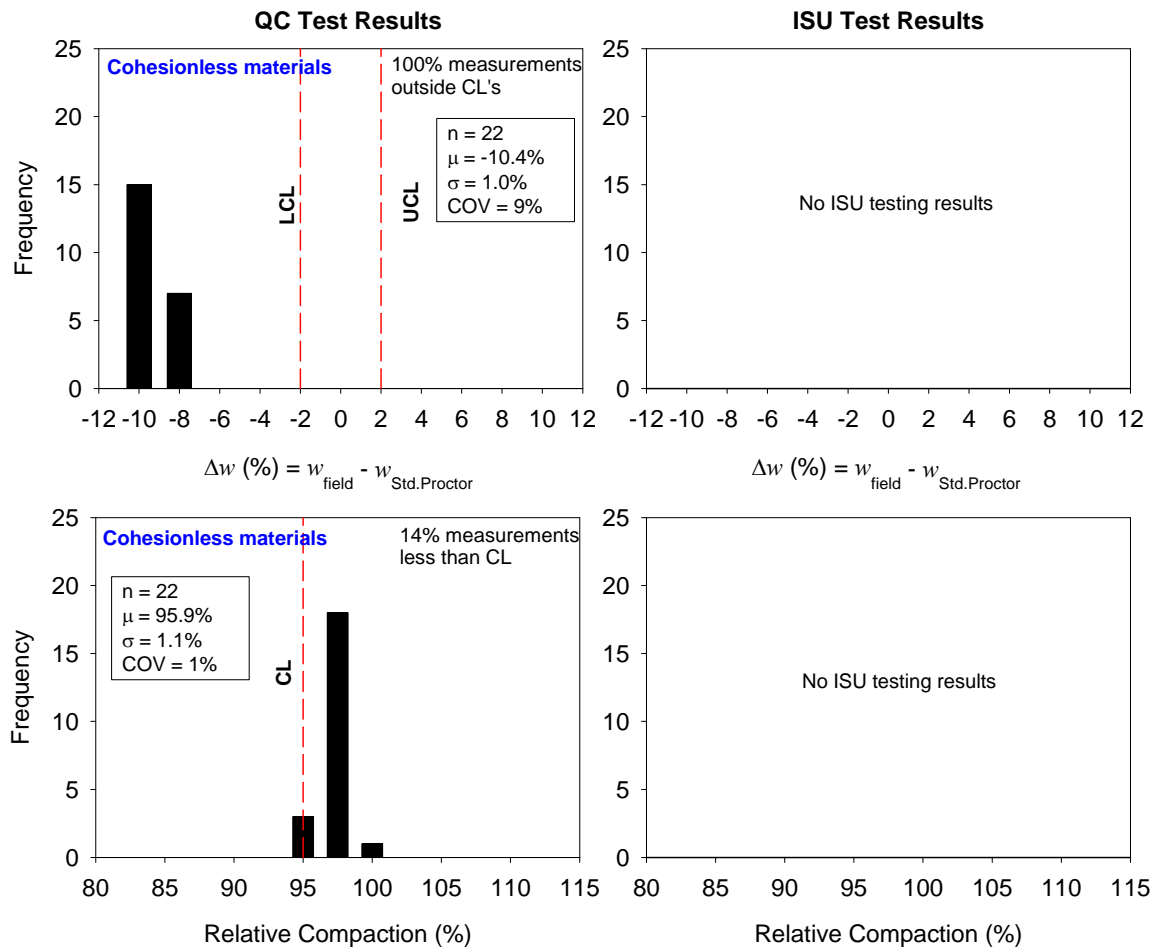 QC Test Results
ISU Test Results
25
20
15
10
5
0
Frequency
Cohesionless materials
100% measurements
outside CL's
n = 22
μ = -10.4%
σ = 1.0%
COV = 9%
LCL
UCL
-12 -10 -8 -6 -4 -2 0 2 4 6 8 10 12
Δw (%) = w field - w Std.Proctor
No ISU testing results
25
20
15
10
5
0
-12 -10 -8 -6 -4 -2 0 2 4 6 8 10 12
Δw (%) = w field - w Std.Proctor
25
20
15
10
5
0
Frequency
Cohesionless materials
14% measurements
less than CL
n = 22
μ = 95.9%
σ = 1.1%
COV = 1%
CL
80 85 90 95 100 105 110 115
Relative Compaction (%)
25
20
15
10
5
0
No ISU testing results
80 85 90 95 100 105 110 115
Relative Compaction (%)